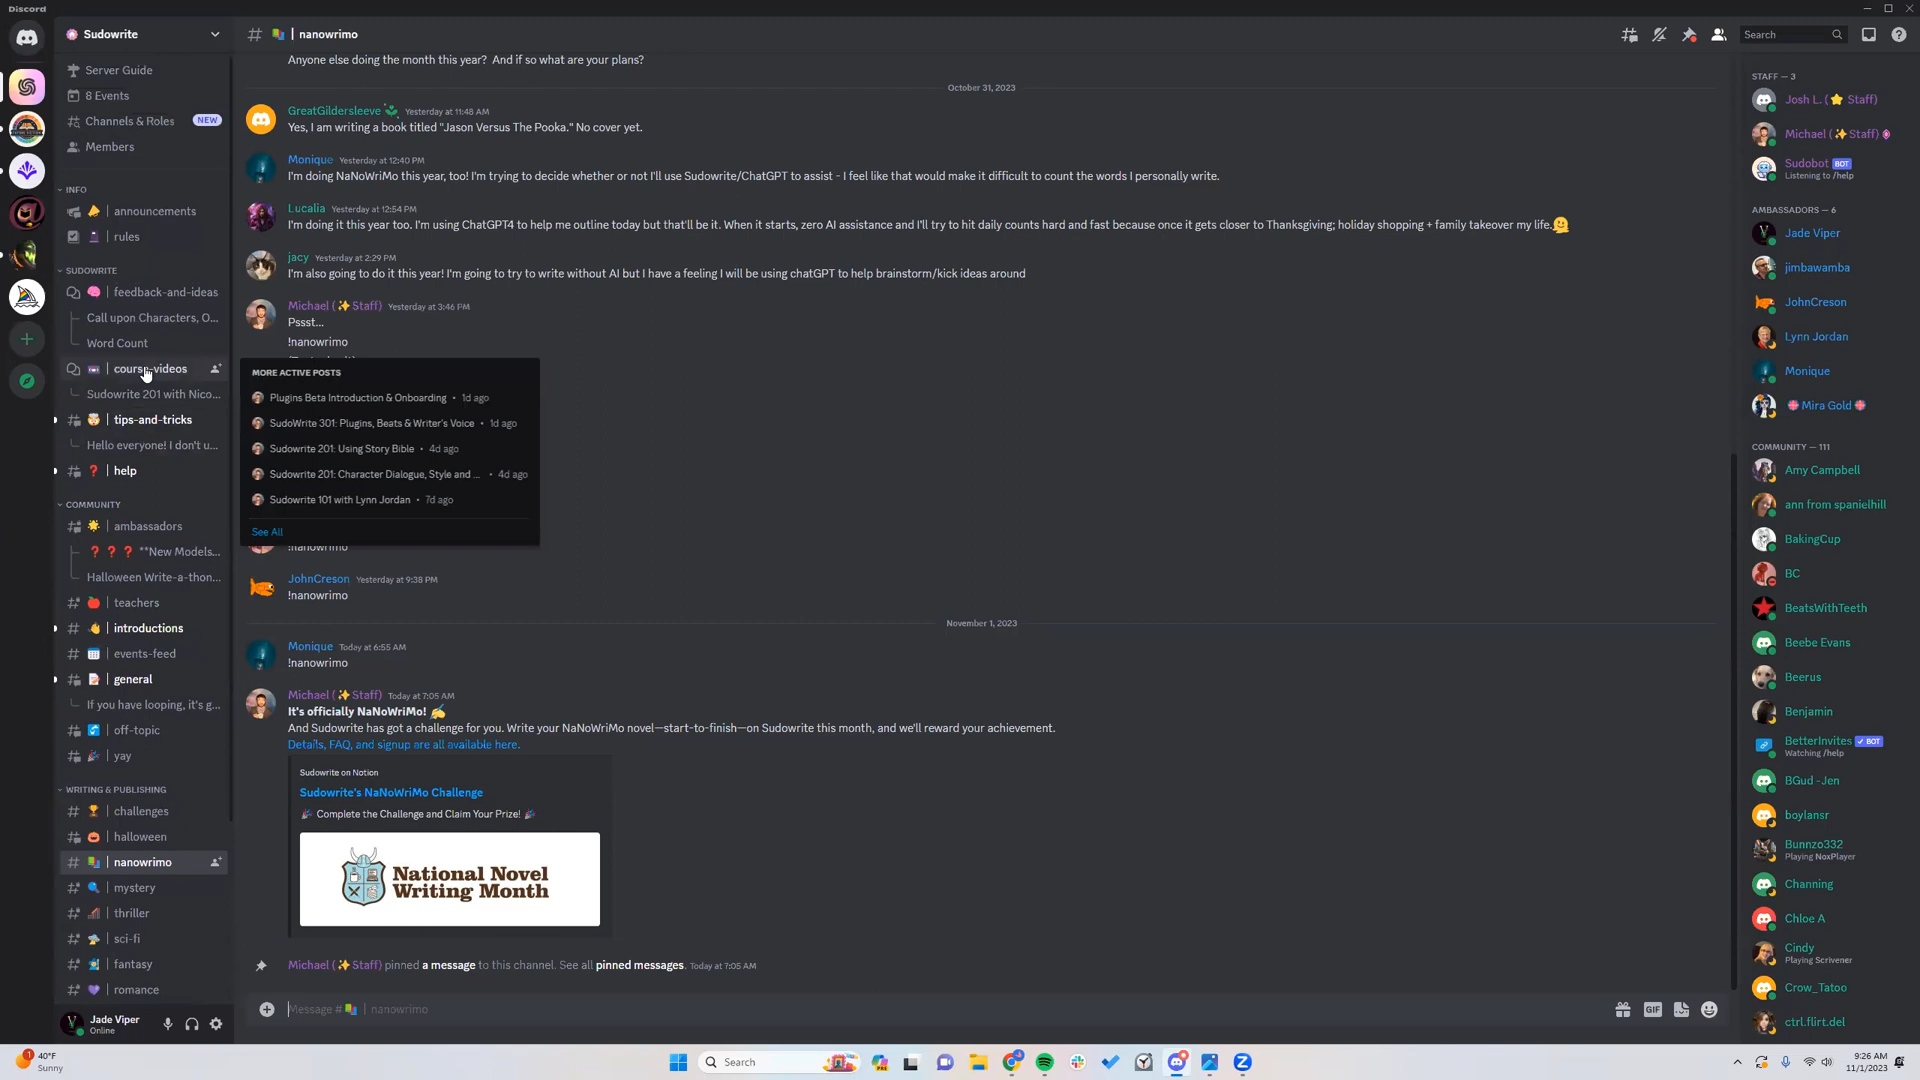 Discord
Sudowrite
Server Guide
8 Events
Channels & Roles NEW
Members
INFO
announcements
rules
SUDOWRITE
feedback-and-ideas
Call upon Characters, O...
Word Count
course-videos
Sudowrite 201 with Nico...
tips-and-tricks
Hello everyone! I don't u...
help
COMMUNITY
ambassadors
❓❓❓ **New Models...
Halloween Write-a-thon...
teachers
introductions
events-feed
general
If you have looping, it's g...
off-topic
yay
WRITING & PUBLISHING
challenges
halloween
nanowrimo
mystery
thriller
sci-fi
fantasy
romance
Jade Viper
Online
nanowrimo
Search
Anyone else doing the month this year? And if so what are your plans?
October 31, 2023
GreatGildersleeve Yesterday at 11:48 AM
Yes, I am writing a book titled "Jason Versus The Pooka." No cover yet.
Monique Yesterday at 12:40 PM
I'm doing NaNoWriMo this year, too! I'm trying to decide whether or not I'll use Sudowrite/ChatGPT to assist - I feel like that would make it difficult to count the words I personally write.
Lucalia Yesterday at 12:54 PM
I'm doing it this year too. I'm using ChatGPT4 to help me outline today but that'll be it. When it starts, zero AI assistance and I'll try to hit daily counts hard and fast because once it gets closer to Thanksgiving; holiday shopping + family takeover my life.
jacy Yesterday at 2:29 PM
I'm also going to do it this year! I'm going to try to write without AI but I have a feeling I will be using chatGPT to help brainstorm/kick ideas around
Michael (✨ Staff) Yesterday at 3:46 PM
Pssst...
!nanowrimo
MORE ACTIVE POSTS
Plugins Beta Introduction & Onboarding • 1d ago
SudoWrite 301: Plugins, Beats & Writer's Voice • 1d ago
Sudowrite 201: Using Story Bible • 4d ago
Sudowrite 201: Character Dialogue, Style and ... • 4d ago
Sudowrite 101 with Lynn Jordan • 7d ago
See All
!nanowrimo
JohnCreson Yesterday at 9:38 PM
!nanowrimo
November 1, 2023
Monique Today at 6:55 AM
!nanowrimo
Michael (✨ Staff) Today at 7:05 AM
It's officially NaNoWriMo! ✍
And Sudowrite has got a challenge for you. Write your NaNoWriMo novel—start-to-finish—on Sudowrite this month, and we'll reward your achievement.
Details, FAQ, and signup are all available here.
Sudowrite on Notion
Sudowrite's NaNoWriMo Challenge
🎉 Complete the Challenge and Claim Your Prize! 🎉
National Novel
Writing Month
Michael (✨ Staff) pinned a message to this channel. See all pinned messages. Today at 7:05 AM
Message # | nanowrimo
GIF
STAFF — 3
Josh L. (⭐ Staff)
Michael (✨ Staff)
Sudobot BOT
Listening to /help
AMBASSADORS — 6
Jade Viper
jimbawamba
JohnCreson
Lynn Jordan
Monique
Mira Gold
COMMUNITY — 111
Amy Campbell
ann from spanielhill
BakingCup
BC
BeatsWithTeeth
Beebe Evans
Beerus
Benjamin
BetterInvites ✓ BOT
Watching /help
BGud -Jen
boylansr
Bunnzo332
Playing NoxPlayer
Channing
Chloe A
Cindy
Playing Scrivener
Crow_Tatoo
ctrl.flirt.del
1
40°F
Sunny
Search
9:26 AM
11/1/2023